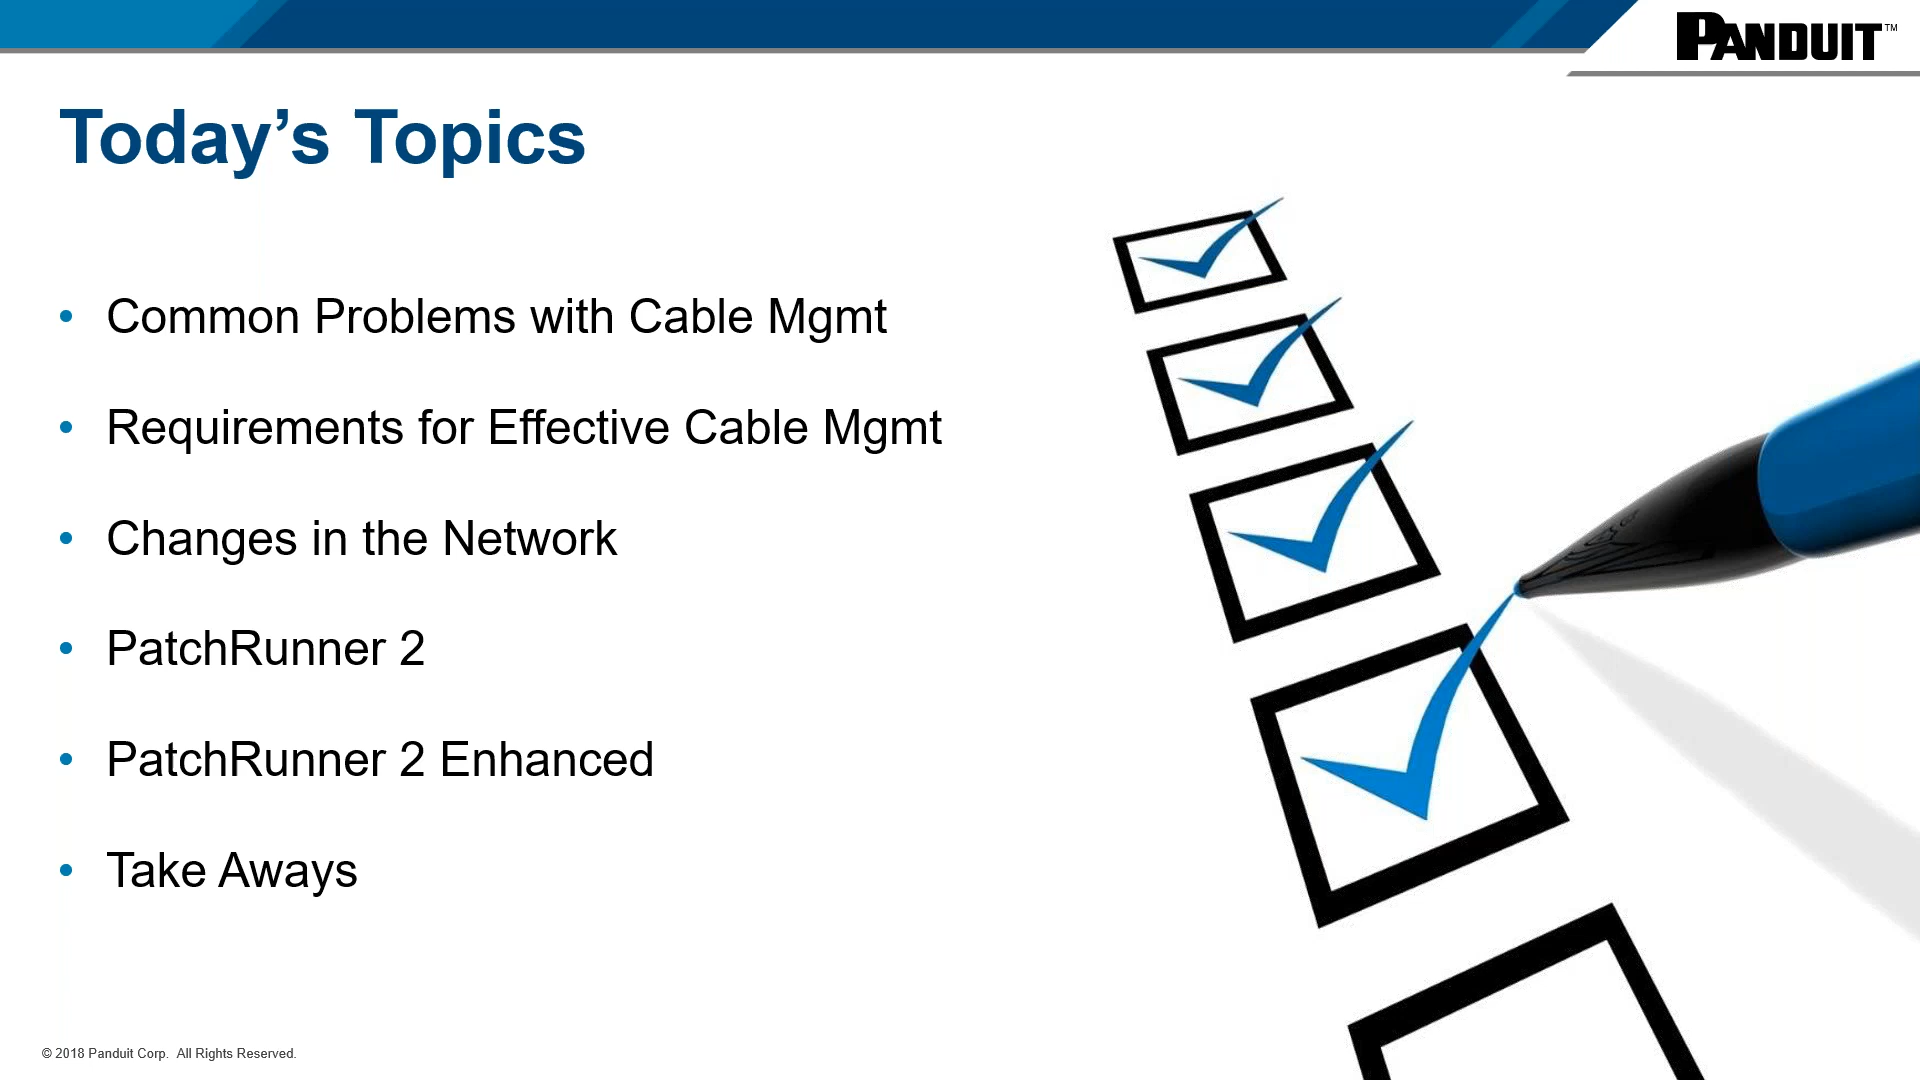 PANDUIT™
Today’s Topics
• Common Problems with Cable Mgmt
• Requirements for Effective Cable Mgmt
• Changes in the Network
• PatchRunner 2
• PatchRunner 2 Enhanced
• Take Aways
© 2018 Panduit Corp.  All Rights Reserved.